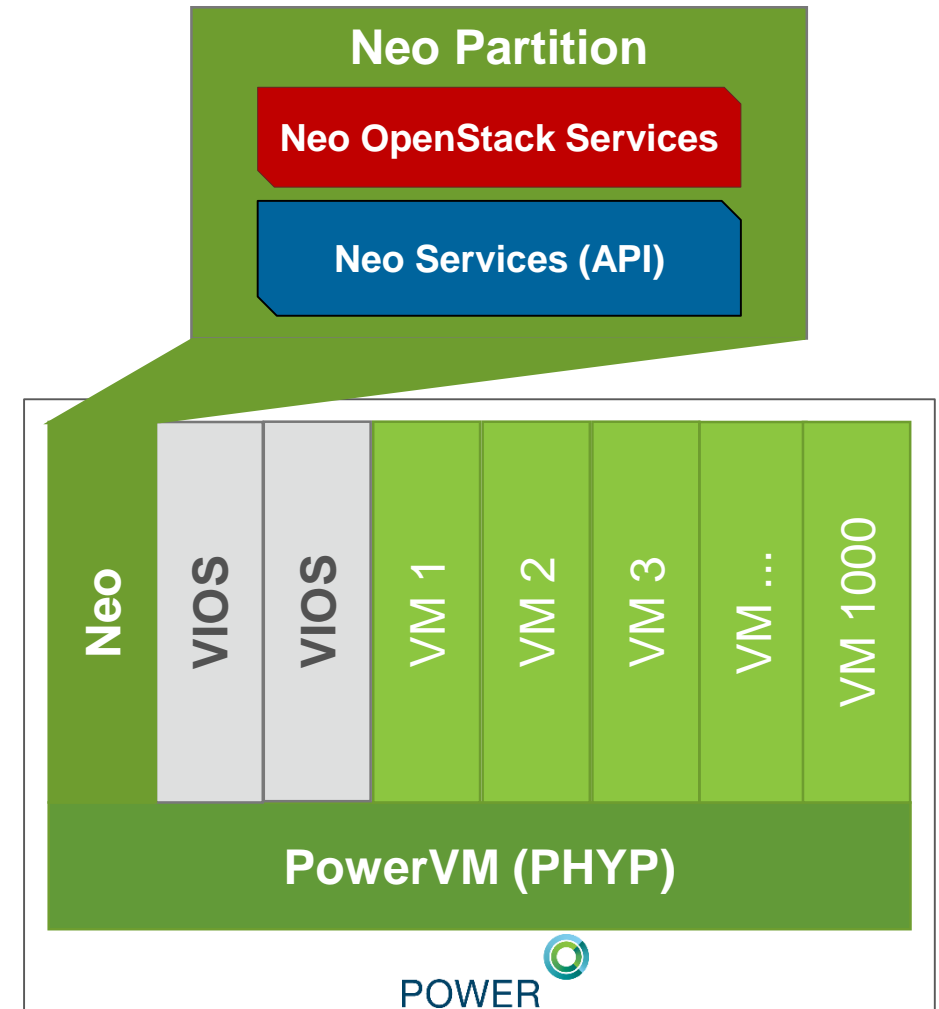 Neo Partition
Neo OpenStack Services
Neo Services (API)
Neo
VIOS
VIOS
VM 1
VM 2
VM 3
VM ...
VM 1000
PowerVM (PHYP)
POWER